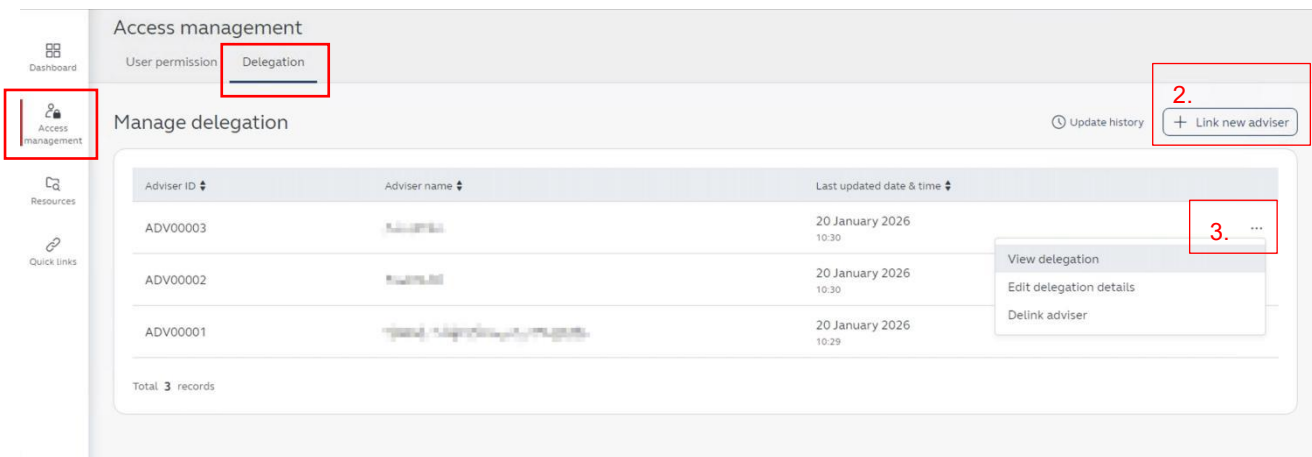 Access management
User permission Delegation
Dashboard
Access
management
Resources
Quick links
Manage delegation
Update history
2.
+ Link new adviser
Adviser ID Adviser name Last updated date & time
ADV00003 20 January 2026
10:30
3.
...
View delegation
Edit delegation details
Delink adviser
ADV00002 20 January 2026
10:30
ADV00001 20 January 2026
10:29
Total 3 records